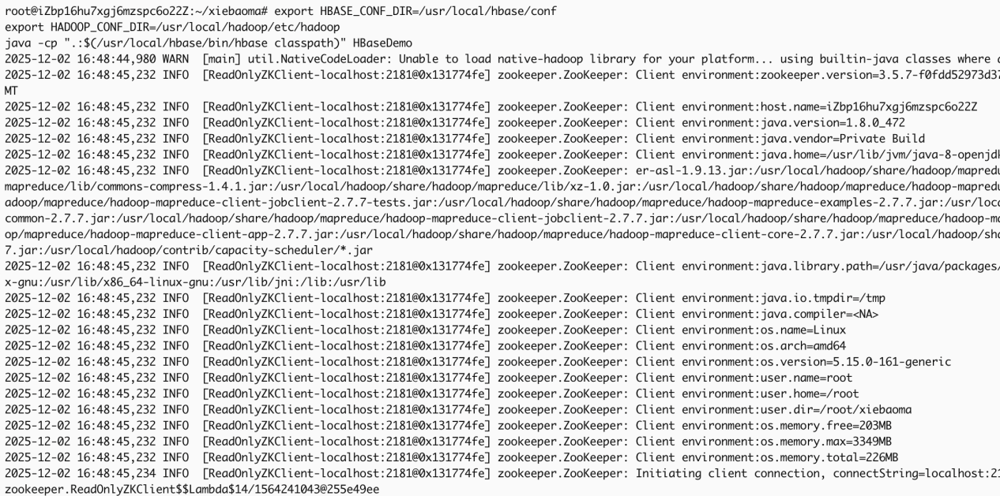 root@iZbp16hu7xgj6mzspc6o22Z:~/xiebaoma# export HBASE_CONF_DIR=/usr/local/hbase/conf
export HADOOP_CONF_DIR=/usr/local/hadoop/etc/hadoop
java -cp ".:$(/usr/local/hbase/bin/hbase classpath)" HBaseDemo
2025-12-02 16:48:44,980 WARN  [main] util.NativeCodeLoader: Unable to load native-hadoop library for your platform... using builtin-java classes where
2025-12-02 16:48:45,232 INFO  [ReadOnlyZKClient-localhost:2181@0x131774fe] zookeeper.ZooKeeper: Client environment:zookeeper.version=3.5.7-f0fdd52973d37
MT
2025-12-02 16:48:45,232 INFO  [ReadOnlyZKClient-localhost:2181@0x131774fe] zookeeper.ZooKeeper: Client environment:host.name=iZbp16hu7xgj6mzspc6o22Z
2025-12-02 16:48:45,232 INFO  [ReadOnlyZKClient-localhost:2181@0x131774fe] zookeeper.ZooKeeper: Client environment:java.version=1.8.0_472
2025-12-02 16:48:45,232 INFO  [ReadOnlyZKClient-localhost:2181@0x131774fe] zookeeper.ZooKeeper: Client environment:java.vendor=Private Build
2025-12-02 16:48:45,232 INFO  [ReadOnlyZKClient-localhost:2181@0x131774fe] zookeeper.ZooKeeper: Client environment:java.home=/usr/lib/jvm/java-8-openjdk
2025-12-02 16:48:45,232 INFO  [ReadOnlyZKClient-localhost:2181@0x131774fe] zookeeper.ZooKeeper: er-asl-1.9.13.jar:/usr/local/hadoop/share/hadoop/mapredu
mapreduce/lib/commons-compress-1.4.1.jar:/usr/local/hadoop/share/hadoop/mapreduce/lib/xz-1.0.jar:/usr/local/hadoop/share/hadoop/mapreduce/hadoop-mapredu
adoop/mapreduce/hadoop-mapreduce-client-jobclient-2.7.7-tests.jar:/usr/local/hadoop/share/hadoop/mapreduce/hadoop-mapreduce-examples-2.7.7.jar:/usr/loca
common-2.7.7.jar:/usr/local/hadoop/share/hadoop/mapreduce/hadoop-mapreduce-client-jobclient-2.7.7.jar:/usr/local/hadoop/share/hadoop/mapreduce/hadoop-ma
op/mapreduce/hadoop-mapreduce-client-app-2.7.7.jar:/usr/local/hadoop/share/hadoop/mapreduce/hadoop-mapreduce-client-core-2.7.7.jar:/usr/local/hadoop/sha
7.jar:/usr/local/hadoop/contrib/capacity-scheduler/*.jar
2025-12-02 16:48:45,232 INFO  [ReadOnlyZKClient-localhost:2181@0x131774fe] zookeeper.ZooKeeper: Client environment:java.library.path=/usr/java/packages/
x-gnu:/usr/lib/x86_64-linux-gnu:/usr/lib/jni:/lib:/usr/lib
2025-12-02 16:48:45,232 INFO  [ReadOnlyZKClient-localhost:2181@0x131774fe] zookeeper.ZooKeeper: Client environment:java.io.tmpdir=/tmp
2025-12-02 16:48:45,232 INFO  [ReadOnlyZKClient-localhost:2181@0x131774fe] zookeeper.ZooKeeper: Client environment:java.compiler=<NA>
2025-12-02 16:48:45,232 INFO  [ReadOnlyZKClient-localhost:2181@0x131774fe] zookeeper.ZooKeeper: Client environment:os.name=Linux
2025-12-02 16:48:45,232 INFO  [ReadOnlyZKClient-localhost:2181@0x131774fe] zookeeper.ZooKeeper: Client environment:os.arch=amd64
2025-12-02 16:48:45,232 INFO  [ReadOnlyZKClient-localhost:2181@0x131774fe] zookeeper.ZooKeeper: Client environment:os.version=5.15.0-161-generic
2025-12-02 16:48:45,232 INFO  [ReadOnlyZKClient-localhost:2181@0x131774fe] zookeeper.ZooKeeper: Client environment:user.name=root
2025-12-02 16:48:45,232 INFO  [ReadOnlyZKClient-localhost:2181@0x131774fe] zookeeper.ZooKeeper: Client environment:user.home=/root
2025-12-02 16:48:45,232 INFO  [ReadOnlyZKClient-localhost:2181@0x131774fe] zookeeper.ZooKeeper: Client environment:user.dir=/root/xiebaoma
2025-12-02 16:48:45,232 INFO  [ReadOnlyZKClient-localhost:2181@0x131774fe] zookeeper.ZooKeeper: Client environment:os.memory.free=203MB
2025-12-02 16:48:45,232 INFO  [ReadOnlyZKClient-localhost:2181@0x131774fe] zookeeper.ZooKeeper: Client environment:os.memory.max=3349MB
2025-12-02 16:48:45,232 INFO  [ReadOnlyZKClient-localhost:2181@0x131774fe] zookeeper.ZooKeeper: Client environment:os.memory.total=226MB
2025-12-02 16:48:45,234 INFO  [ReadOnlyZKClient-localhost:2181@0x131774fe] zookeeper.ZooKeeper: Initiating client connection, connectString=localhost:21
zookeeper.ReadOnlyZKClient$$Lambda$14/1564241043@255e49ee